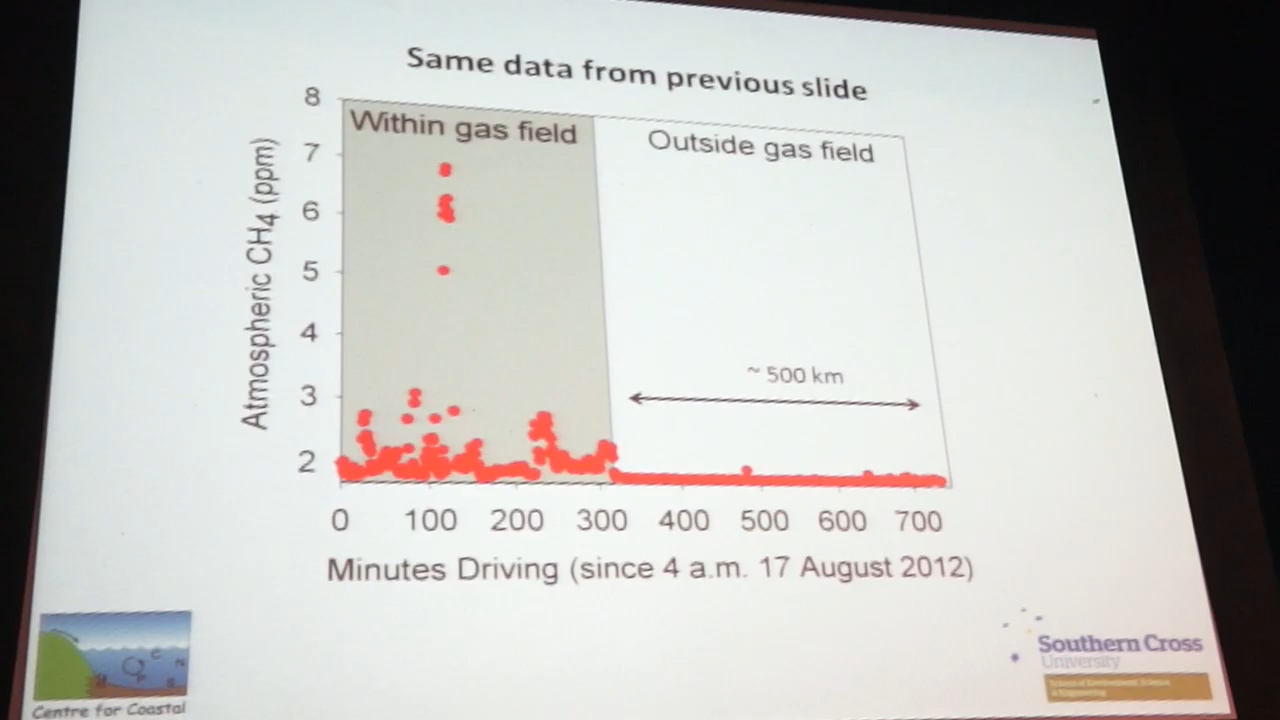 Same data from previous slide
8
7
6
5
4
3
2
Atmospheric CH4 (ppm)
Within gas field
Outside gas field
~ 500 km
0 100 200 300 400 500 600 700
Minutes Driving (since 4 a.m. 17 August 2012)
C
N
P
Centre for Coastal
Southern Cross
University
School of Environmental Science
& Engineering